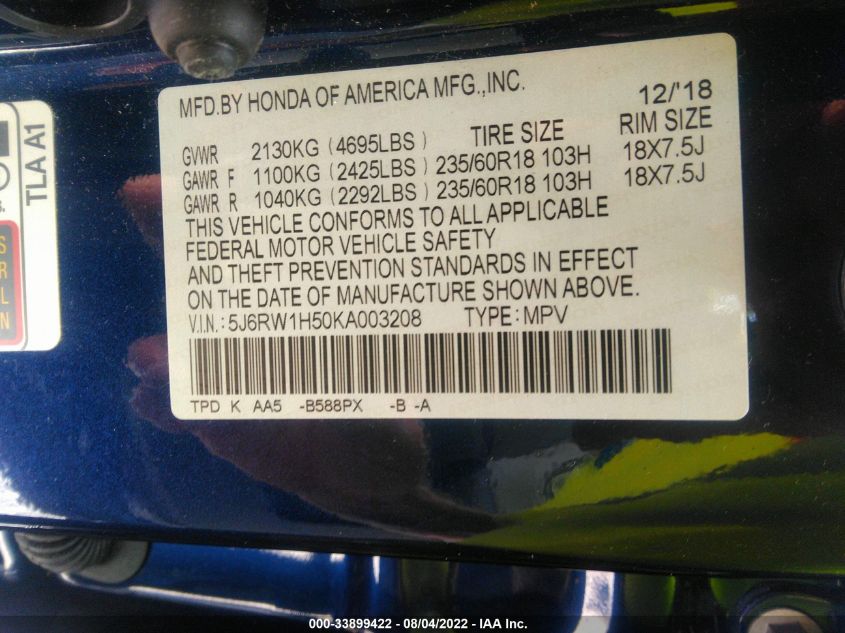 MFD.BY HONDA OF AMERICA MFG.,INC. 12/'18
TIRE SIZE RIM SIZE
GVWR 2130KG (4695LBS)
GAWR F 1100KG (2425LBS) 235/60R18 103H 18X7.5J
GAWR R 1040KG (2292LBS) 235/60R18 103H 18X7.5J
THIS VEHICLE CONFORMS TO ALL APPLICABLE
FEDERAL MOTOR VEHICLE SAFETY
AND THEFT PREVENTION STANDARDS IN EFFECT
ON THE DATE OF MANUFACTURE SHOWN ABOVE.
V.I.N.: 5J6RW1H50KA003208 TYPE: MPV
TPD K AA5 -B588PX -B -A
TLA A1
S
R
L
N
000-33899422 - 08/04/2022 - IAA Inc.